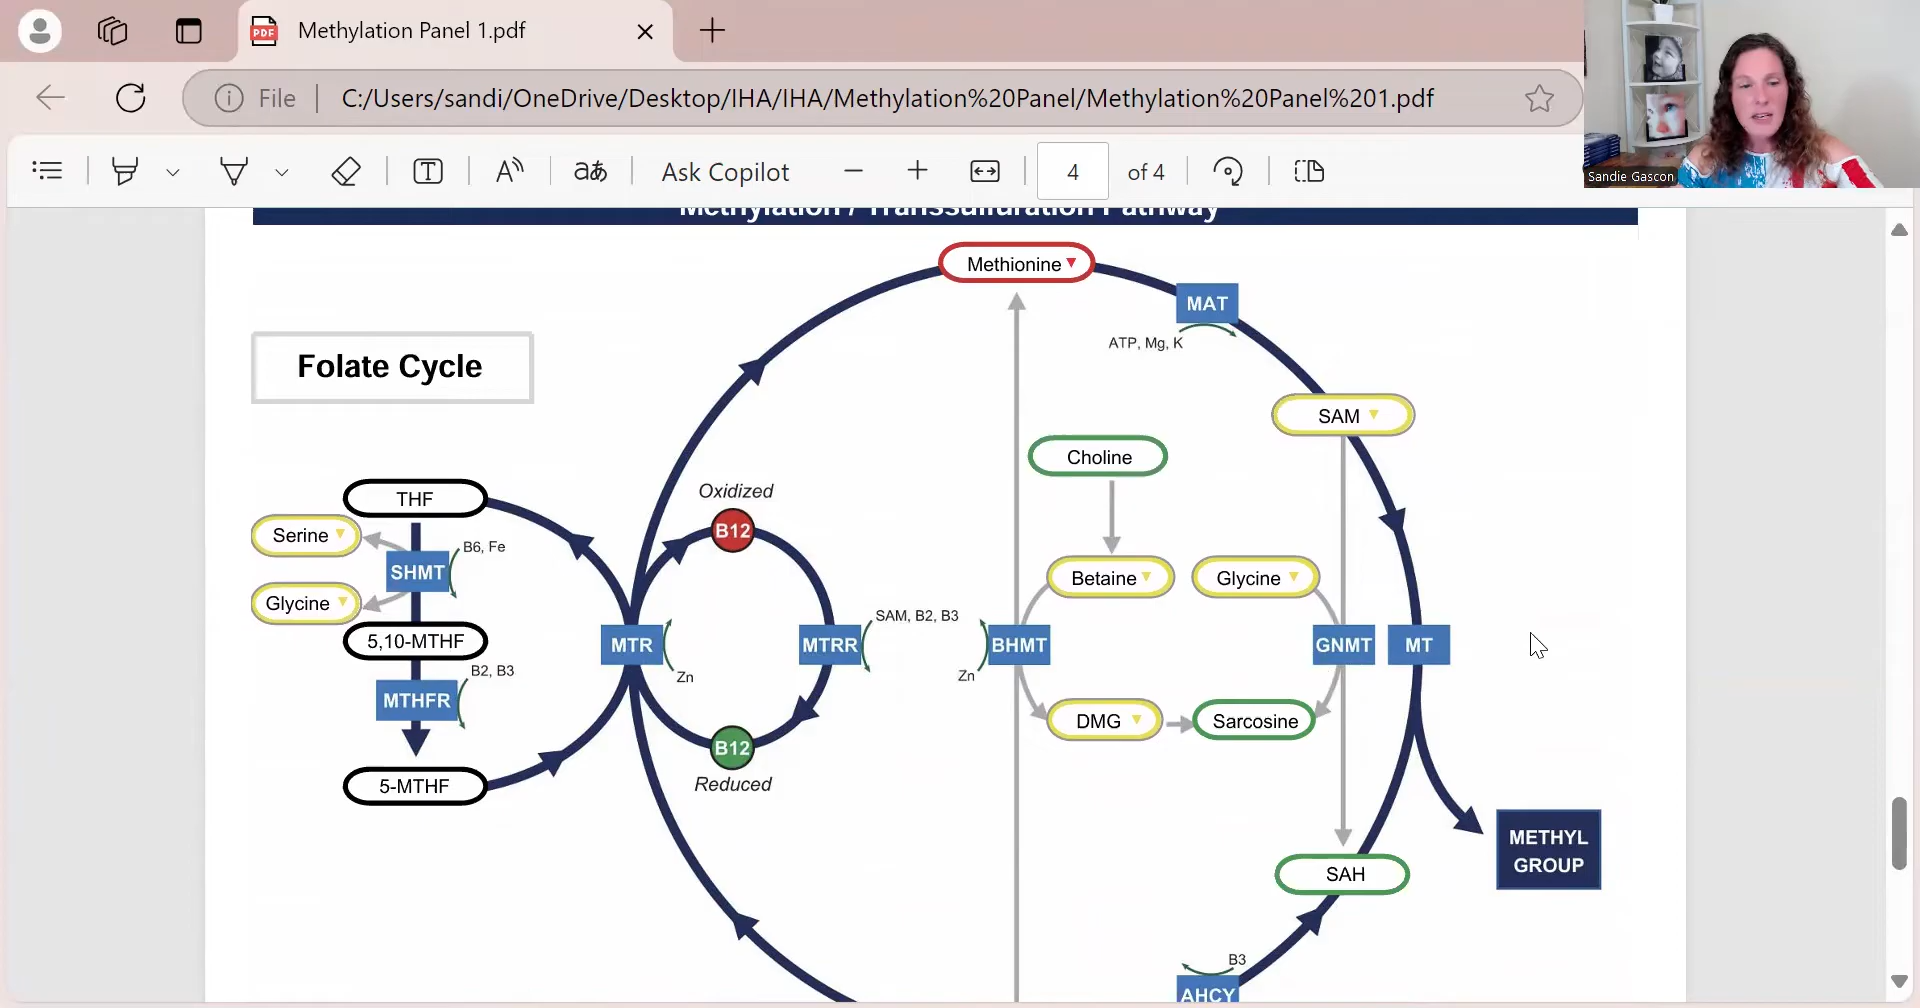 Methylation Panel 1.pdf
File
C:/Users/sandi/OneDrive/Desktop/IHA/IHA/Methylation%20Panel/Methylation%20Panel%201.pdf
Ask Copilot
4
of 4
Sandie Gascon
Methylation / Transsulfuration Pathway
Methionine
MAT
ATP, Mg, K
Folate Cycle
SAM
Choline
THF
Oxidized
B12
Serine
B6, Fe
SHMT
Glycine
5,10-MTHF
B2, B3
MTHFR
5-MTHF
MTR
Zn
MTRR
SAM, B2, B3
B12
Reduced
Betaine
Glycine
BHMT
Zn
GNMT
MT
DMG
Sarcosine
METHYL
GROUP
SAH
B3
AHCY